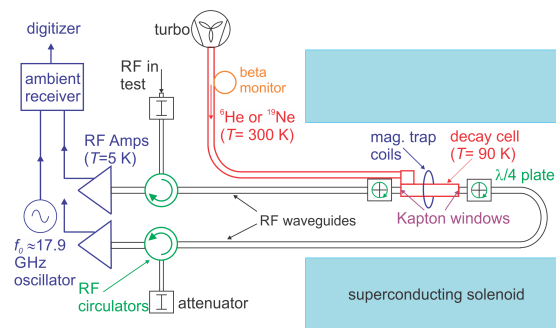 digitizer
turbo
ambient
receiver
RF in
test
beta
monitor
RF Amps
(T=5 K)
⁶He or ¹⁹Ne
(T= 300 K)
mag. trap
coils
decay cell
(T= 90 K)
λ/4 plate
Kapton windows
RF waveguides
f₀ ≈17.9
GHz
oscillator
RF
circulators
attenuator
superconducting solenoid